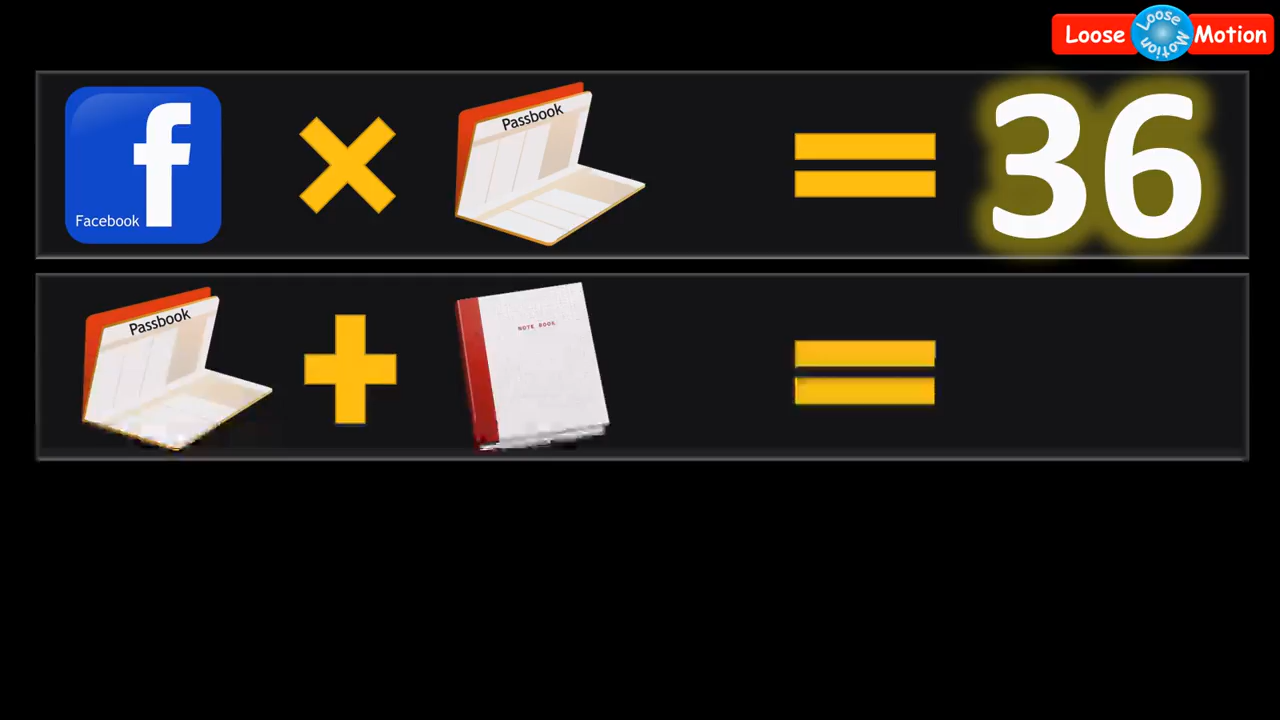 Loose Motion
Loose Motion
Facebook
f
×
Passbook
=
36
Passbook
+
NOTE BOOK
=